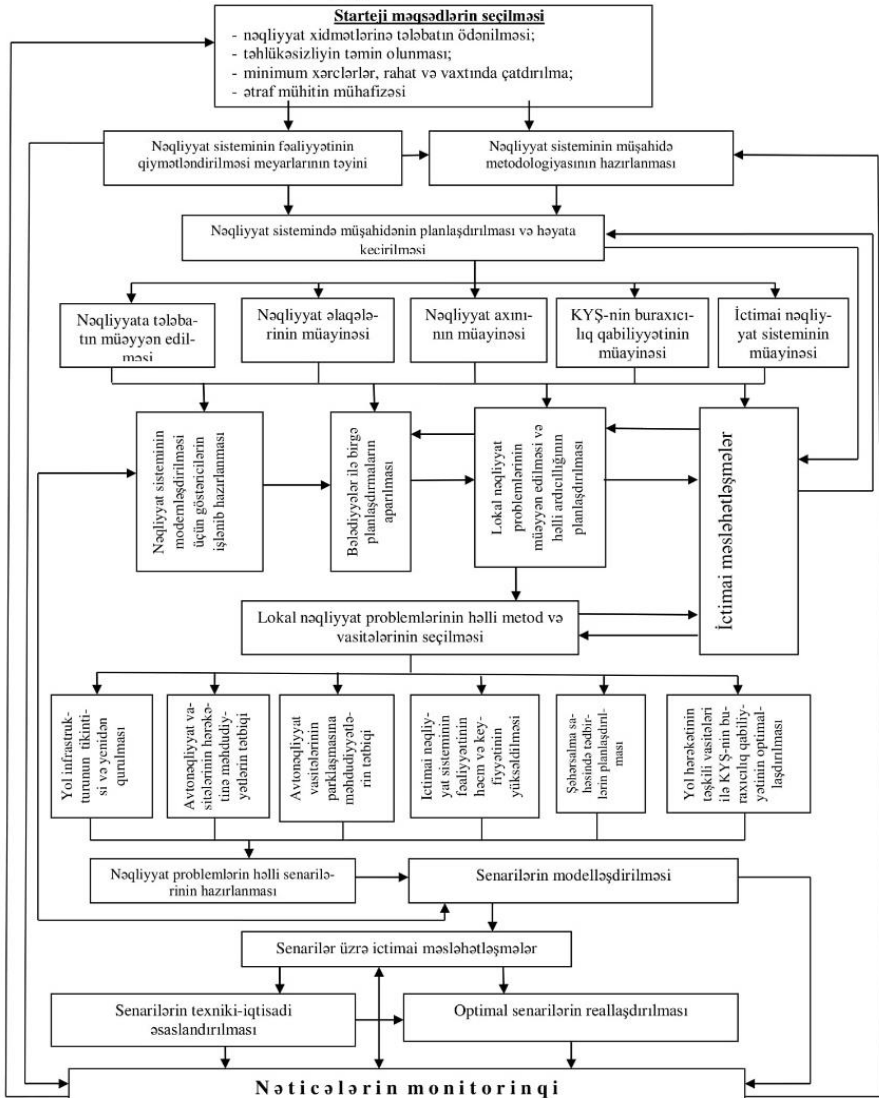 Starteji məqsədlərin seçilməsi
- nəqliyyat xidmətlərinə tələbatın ödənilməsi;
- təhlükəsizliyin təmin olunması;
- minimum xərclərlər, rahat və vaxtında çatdırılma;
- ətraf mühitin mühafizəsi
Nəqliyyat sisteminin fəaliyyətinin
qiymətləndirilməsi meyarlarının təyini
Nəqliyyat sisteminin müşahidə
metodologiyasının hazırlanması
Nəqliyyat sistemində müşahidənin planlaşdırılması və həyata
kecirilməsi
Nəqliyyata tələba-
tın müəyyən edil-
məsi
Nəqliyyat əlaqələ-
rinin müayinəsi
Nəqliyyat axını-
nın müayinəsi
KYŞ-nin buraxıcı-
lıq qabiliyyətinin
müayinəsi
İctimai nəqliy-
yat sisteminin
müayinəsi
Nəqliyyat sisteminin
modernləşdirilməsi
üçün göstəricilərin
işlənib hazırlanması
Bələdiyyələr ilə birgə
planlaşdırmaların
aparılması
Lokal nəqliyyat
problemlərinin
müəyyən edilməsi və
həlli ardıcıllığının
planlaşdırılması
İctimai məsləhətləşmələr
Lokal nəqliyyat problemlərinin həlli metod və
vasitələrinin seçilməsi
Yol infrastruk-
turunun tikinti-
si və yenidən
qurulması
Avtonəqliyyat va-
sitələrinin hərəkə-
tinə məhdudiy-
yətlərin tətbiqi
Avtonəqliyyat
vasitələrinin
parklaşmasına
məhdudiyyətlə-
rin tətbiqi
Ictimai nəqliy-
yat sisteminin
fəaliyyətinin
həcm və key-
fiyyətinin
yüksəldilməsi
Şəhərsalma sa-
həsində tədbir-
lərin planlaşdırıl-
ması
Yol hərəkətinin
təşkili vasitələri
ilə KYŞ-nin bu-
raxıcılıq qabiliy-
yətinin optimal-
laşdırılması
Nəqliyyat problemlərin həlli senarilə-
rinin hazırlanması
Senarilərin modelləşdirilməsi
Senarilər üzrə ictimai məsləhətləşmələr
Senarilərin texniki-iqtisadi
əsaslandırılması
Optimal senarilərin reallaşdırılması
Nəticələrin monitorinqi